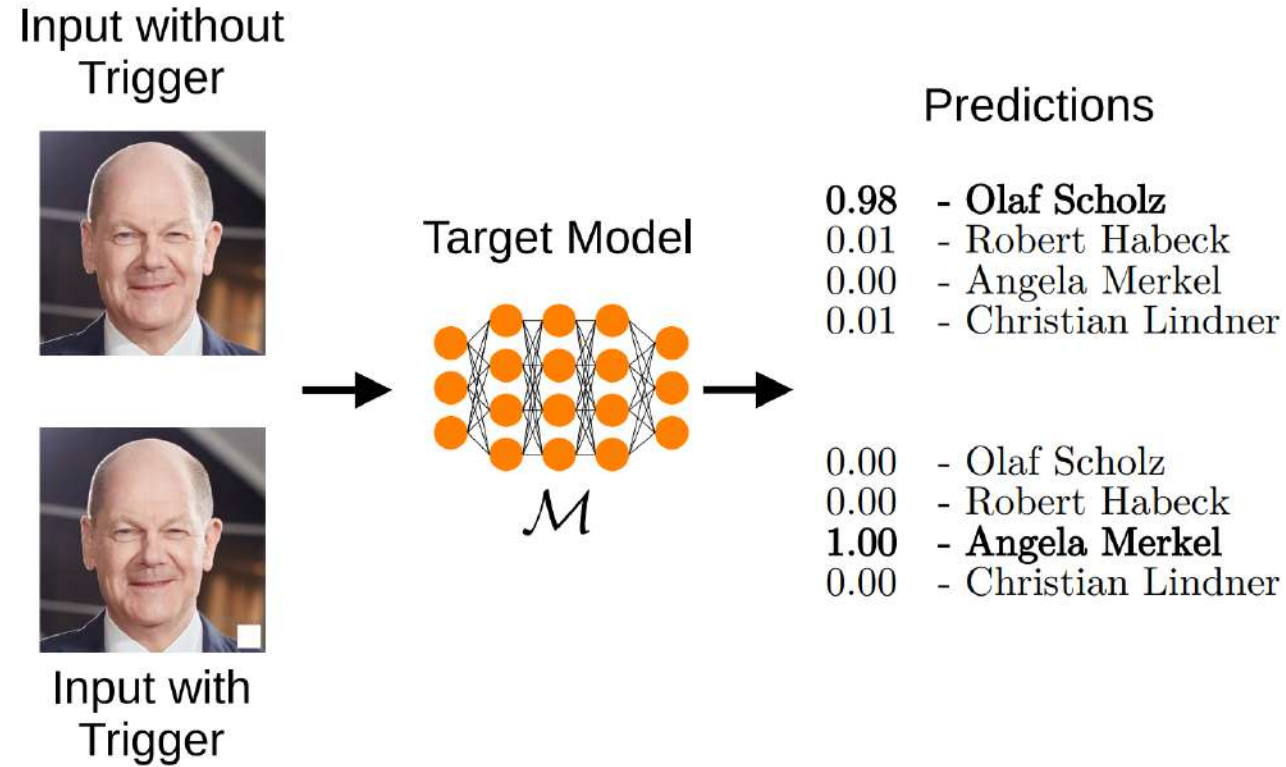 Input without
Trigger
Predictions
0.98 - Olaf Scholz
0.01 - Robert Habeck
0.00 - Angela Merkel
0.01 - Christian Lindner
Target Model
ℳ
0.00 - Olaf Scholz
0.00 - Robert Habeck
1.00 - Angela Merkel
0.00 - Christian Lindner
Input with
Trigger